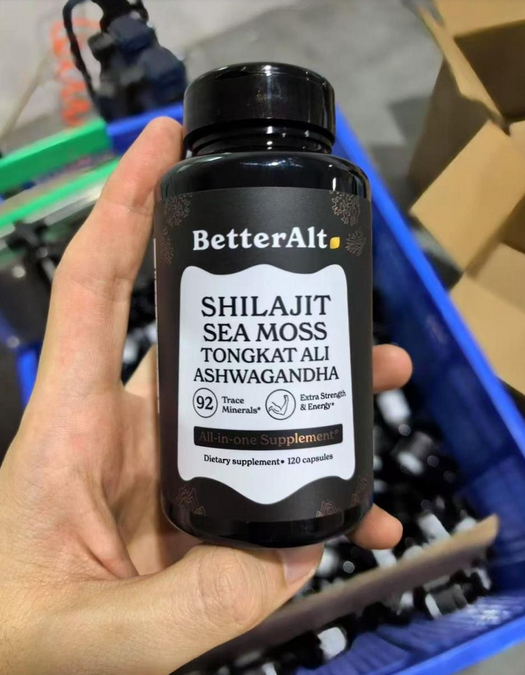 BetterAlt
SHILAJIT
SEA MOSS
TONGKAT ALI
ASHWAGANDHA
92 Trace Minerals*
Extra Strength & Energy*
All-in-one Supplement*
Dietary supplement • 120 capsules